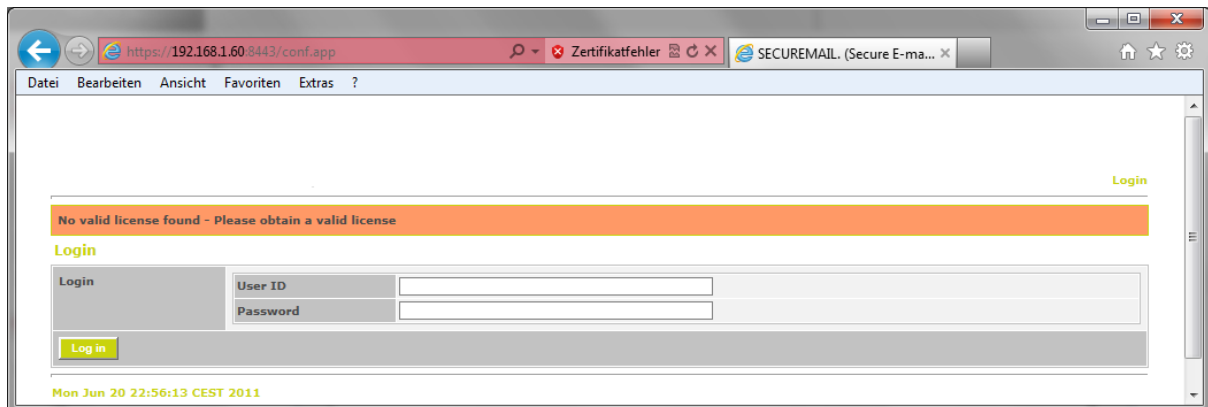 https://192.168.1.60:8443/conf.app
Zertifikatfehler
SECUREMAIL. (Secure E-ma...
Datei Bearbeiten Ansicht Favoriten Extras ?
Login
No valid license found - Please obtain a valid license
Login
Login
User ID
Password
Log in
Mon Jun 20 22:56:13 CEST 2011